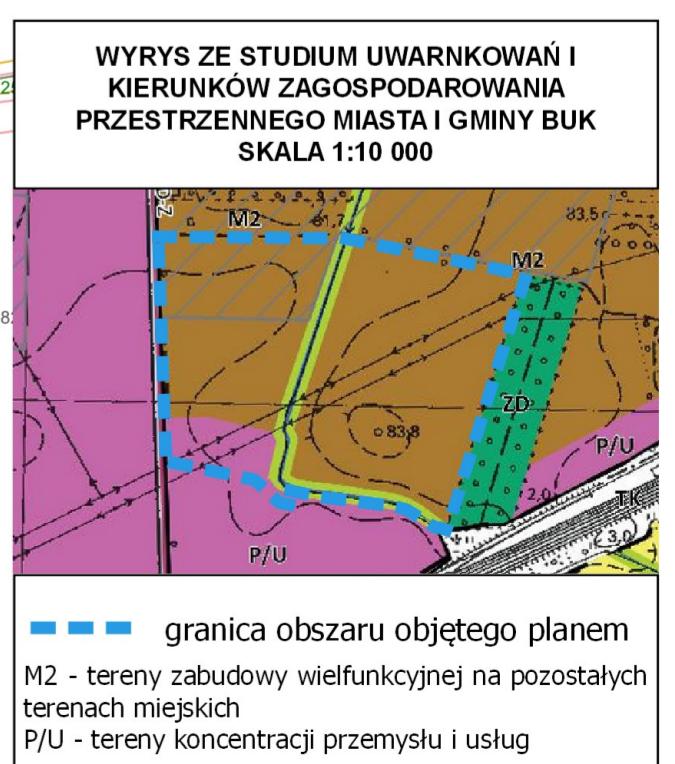 WYRYS ZE STUDIUM UWARNKOWAŃ I
KIERUNKÓW ZAGOSPODAROWANIA
PRZESTRZENNEGO MIASTA I GMINY BUK
SKALA 1:10 000
M2
83,5
M2
83,8
ZD
P/U
2,0
TK
3,0
P/U
granica obszaru objętego planem
M2 - tereny zabudowy wielfunkcyjnej na pozostałych
terenach miejskich
P/U - tereny koncentracji przemysłu i usług